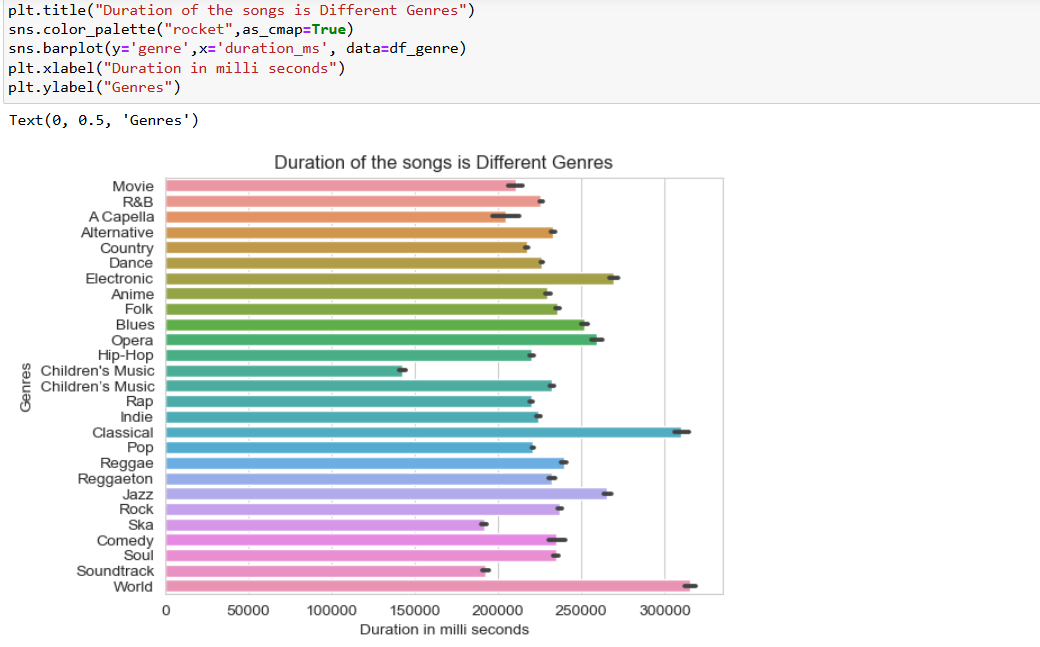 plt.title("Duration of the songs is Different Genres")
sns.color_palette("rocket",as_cmap=True)
sns.barplot(y='genre',x='duration_ms', data=df_genre)
plt.xlabel("Duration in milli seconds")
plt.ylabel("Genres")
Text(0, 0.5, 'Genres')
Duration of the songs is Different Genres
Movie
R&B
A Capella
Alternative
Country
Dance
Electronic
Anime
Folk
Blues
Opera
Hip-Hop
Children's Music
Children’s Music
Rap
Indie
Classical
Pop
Reggae
Reggaeton
Jazz
Rock
Ska
Comedy
Soul
Soundtrack
World
Genres
0 50000 100000 150000 200000 250000 300000
Duration in milli seconds